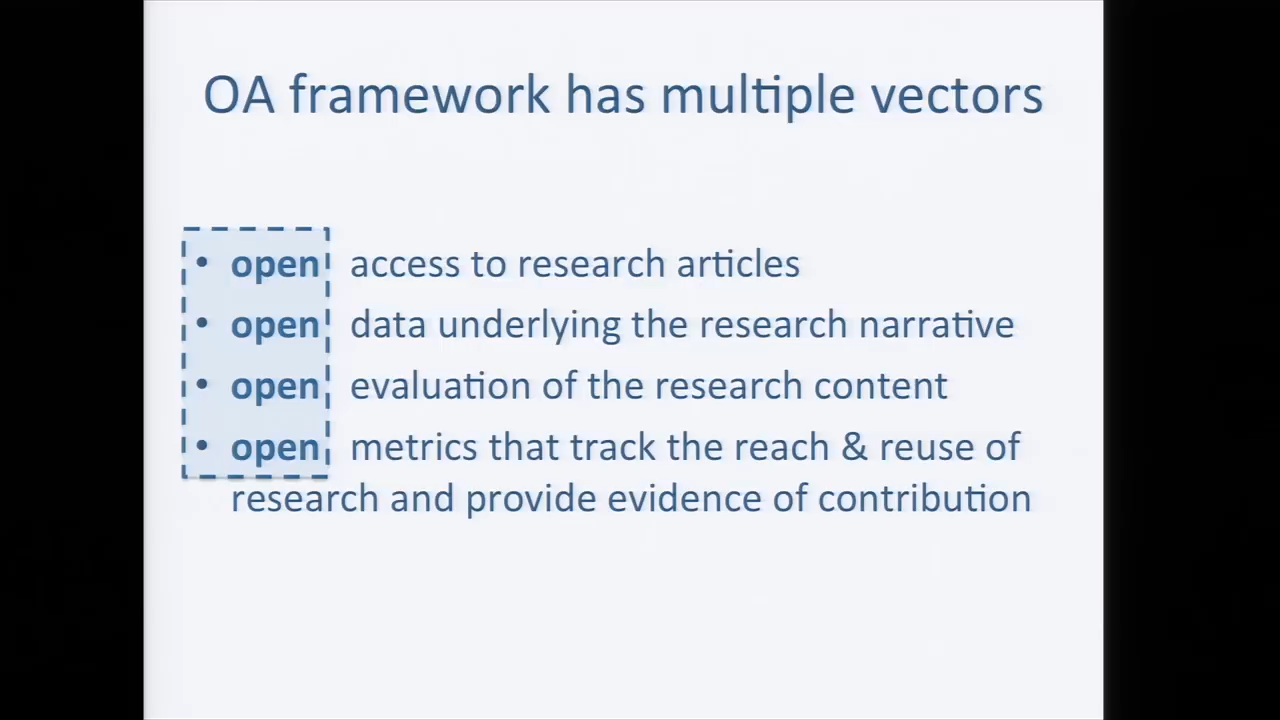 OA framework has multiple vectors
• open access to research articles
• open data underlying the research narrative
• open evaluation of the research content
• open metrics that track the reach & reuse of
research and provide evidence of contribution